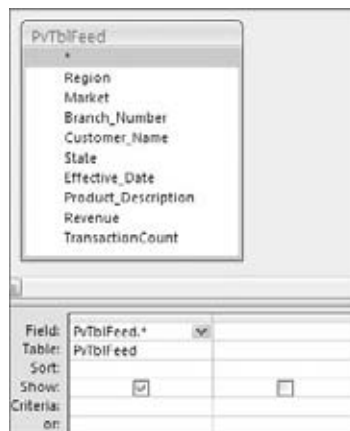 PvTblFeed
*
Region
Market
Branch_Number
Customer_Name
State
Effective_Date
Product_Description
Revenue
TransactionCount
Field: PvTblFeed.*
Table: PvTblFeed
Sort:
Show:
Criteria:
or: